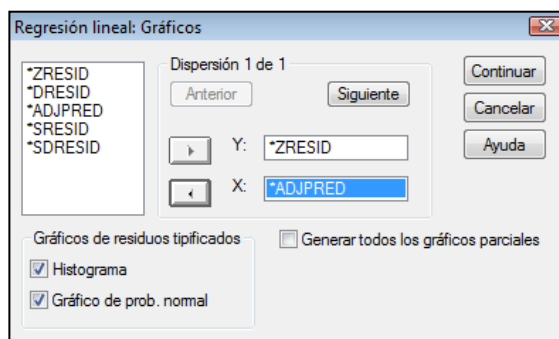 Regresión lineal: Gráficos
*ZRESID
*DRESID
*ADJPRED
*SRESID
*SDRESID
Dispersión 1 de 1
Anterior
Siguiente
Y: *ZRESID
X: *ADJPRED
Continuar
Cancelar
Ayuda
Gráficos de residuos tipificados
Histograma
Gráfico de prob. normal
Generar todos los gráficos parciales